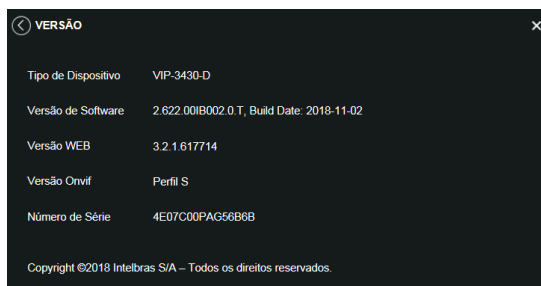 VERSÃO
Tipo de Dispositivo VIP-3430-D
Versão de Software 2.622.00IB002.0.T, Build Date: 2018-11-02
Versão WEB 3.2.1.617714
Versão Onvif Perfil S
Número de Série 4E07C00PAG56B6B
Copyright ©2018 Intelbras S/A – Todos os direitos reservados.